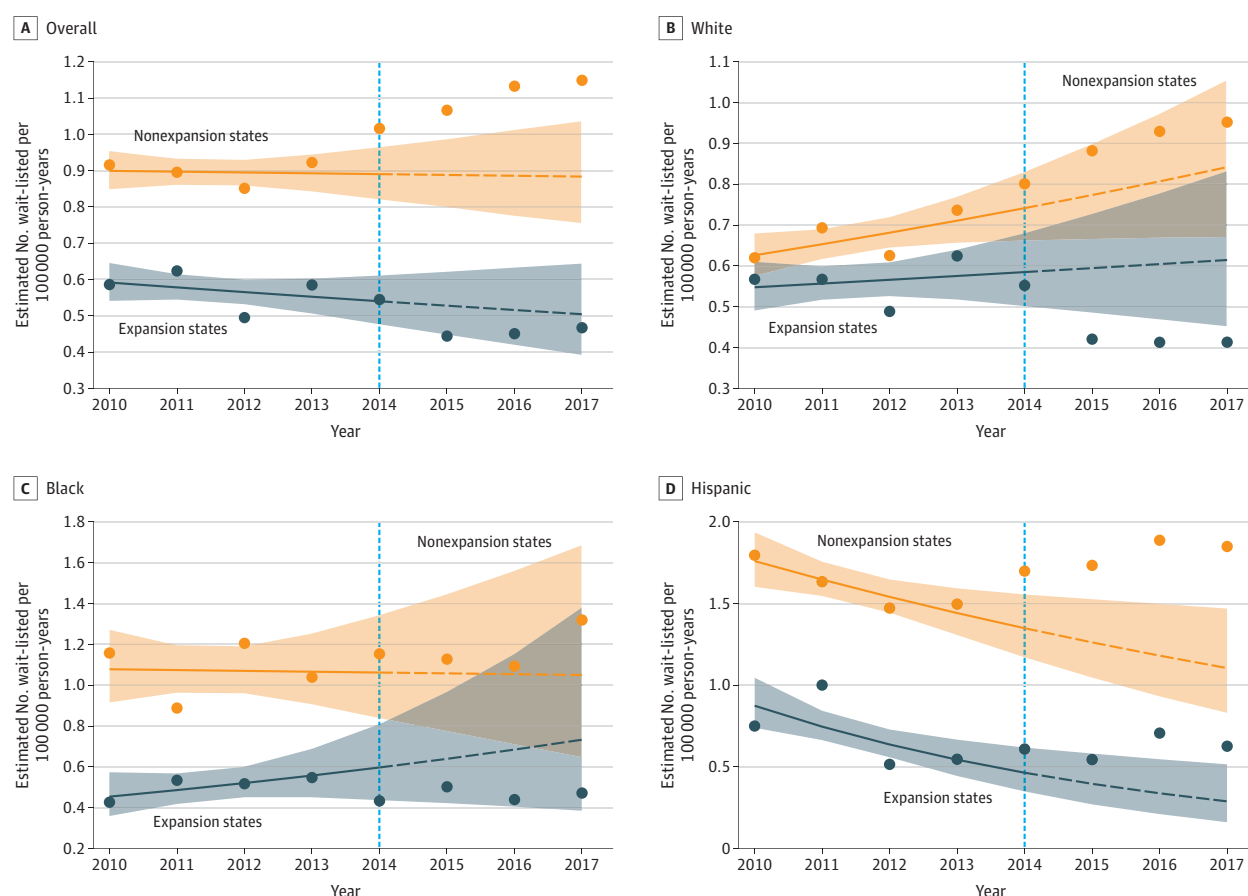 A Overall
Estimated No. wait-listed per
100 000 person-years
1.2
1.1
1.0
0.9
0.8
0.7
0.6
0.5
0.4
0.3
Nonexpansion states
Expansion states
2010 2011 2012 2013 2014 2015 2016 2017
Year
B White
Estimated No. wait-listed per
100 000 person-years
1.1
1.0
0.9
0.8
0.7
0.6
0.5
0.4
0.3
Nonexpansion states
Expansion states
2010 2011 2012 2013 2014 2015 2016 2017
Year
C Black
Estimated No. wait-listed per
100 000 person-years
1.8
1.6
1.4
1.2
1.0
0.8
0.6
0.4
0.2
Nonexpansion states
Expansion states
2010 2011 2012 2013 2014 2015 2016 2017
Year
D Hispanic
Estimated No. wait-listed per
100 000 person-years
2.0
1.5
1.0
0.5
0
Nonexpansion states
Expansion states
2010 2011 2012 2013 2014 2015 2016 2017
Year